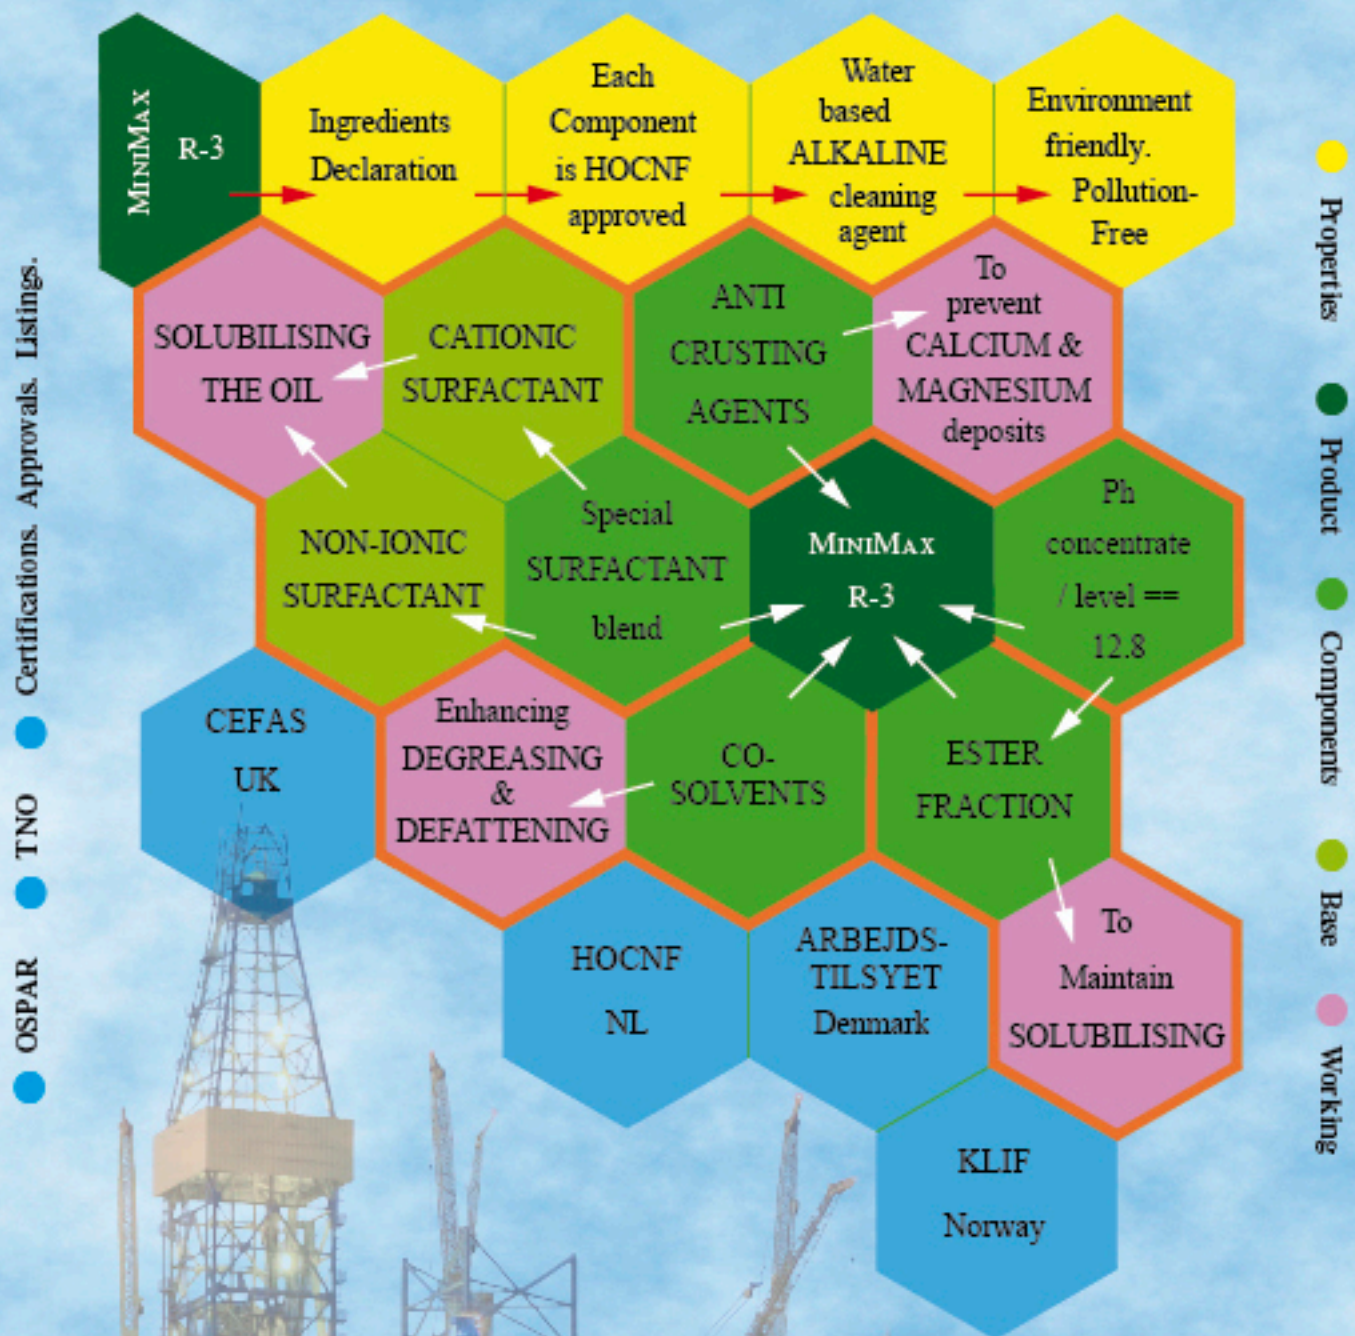 MINIMAX
R-3
Ingredients
Declaration
Each
Component
is HOCNF
approved
Water
based
ALKALINE
cleaning
agent
Environment
friendly.
Pollution-
Free
SOLUBILISING
THE OIL
CATIONIC
SURFACTANT
ANTI
CRUSTING
AGENTS
To
prevent
CALCIUM &
MAGNESIUM
deposits
NON-IONIC
SURFACTANT
Special
SURFACTANT
blend
MINIMAX
R-3
Ph
concentrate
/ level ==
12.8
CEFAS
UK
Enhancing
DEGREASING
&
DEFATTENING
CO-
SOLVENTS
ESTER
FRACTION
HOCNF
NL
ARBEJDS-
TILSYET
Denmark
To
Maintain
SOLUBILISING
KLIF
Norway
OSPAR TNO Certifications. Approvals. Listings.
Properties Product Components Base Working